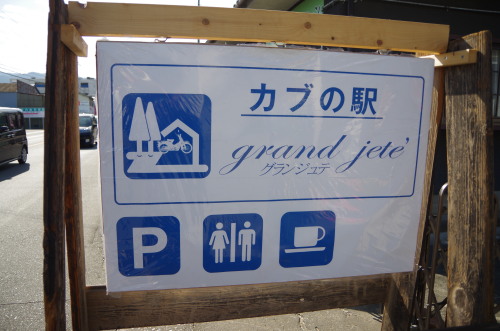 カブの駅
grand jete'
グランジュテ
P